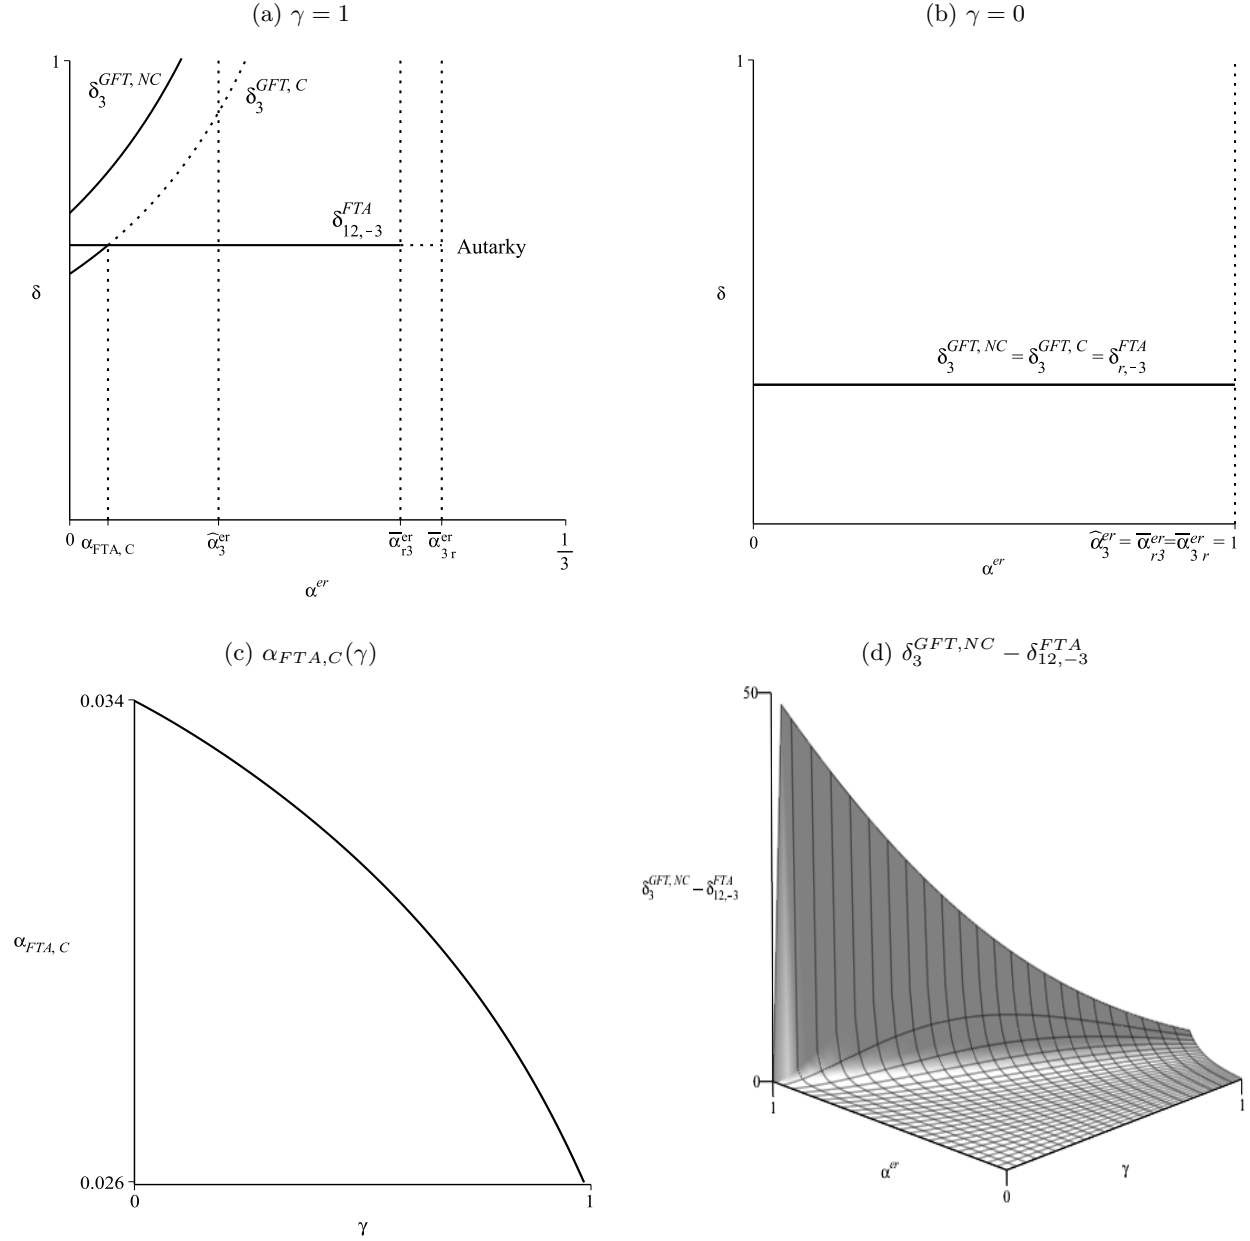 (a) γ = 1
1
δ₃^{GFT, NC}
δ₃^{GFT, C}
δ_{12,−3}^{FTA}
Autarky
δ
0
α_{FTA, C}
α̂₃^{er}
ᾱ_{r3}^{er}
ᾱ_{3 r}^{er}
1/3
α^{er}
(b) γ = 0
1
δ₃^{GFT, NC} = δ₃^{GFT, C} = δ_{r,−3}^{FTA}
δ
0
α̂₃^{er} = ᾱ_{r3}^{er} = ᾱ_{3 r}^{er} = 1
α^{er}
(c) α_{FTA,C}(γ)
0.034
α_{FTA, C}
0.026
0
1
γ
(d) δ₃^{GFT,NC} − δ_{12,−3}^{FTA}
50
δ₃^{GFT, NC} − δ_{12,−3}^{FTA}
0
1
1
α^{er}
γ
0